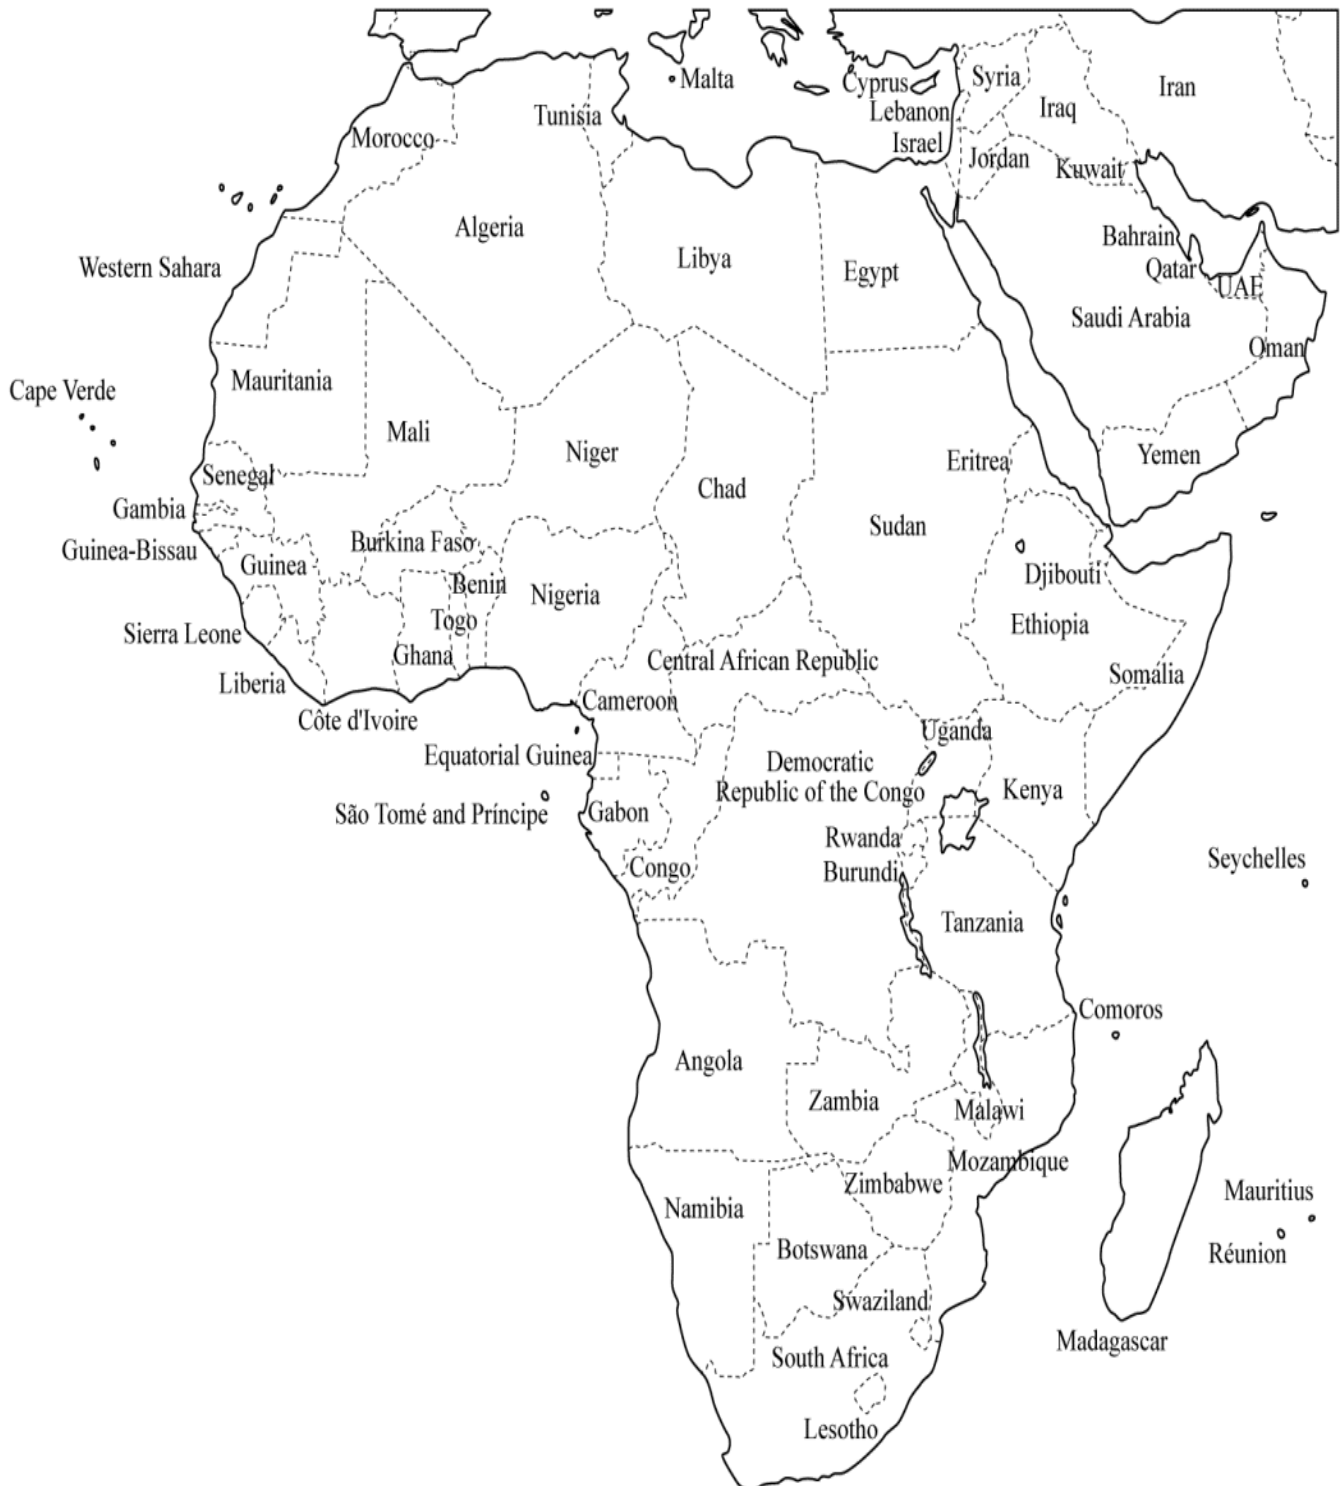 Malta
Cyprus
Syria
Iran
Lebanon
Iraq
Tunisia
Israel
Morocco
Jordan
Kuwait
Algeria
Bahrain
Libya
Western Sahara
Egypt
Qatar
UAE
Saudi Arabia
Oman
Mauritania
Cape Verde
Mali
Niger
Yemen
Eritrea
Senegal
Chad
Gambia
Sudan
Burkina Faso
Guinea-Bissau
Guinea
Djibouti
Benin
Nigeria
Togo
Ethiopia
Sierra Leone
Ghana
Central African Republic
Somalia
Liberia
Cameroon
Côte d'Ivoire
Uganda
Equatorial Guinea
Democratic
Republic of the Congo
Kenya
São Tomé and Príncipe
Gabon
Rwanda
Seychelles
Congo
Burundi
Tanzania
Comoros
Angola
Zambia
Malawi
Mozambique
Zimbabwe
Mauritius
Namibia
Botswana
Réunion
Swaziland
Madagascar
South Africa
Lesotho